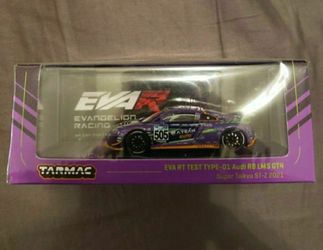 EVA R
EVANGELION
RACING
505
TARMAC
EVA RT TEST TYPE-01 Audi R8 LMS GT4
Super Taikyu ST-Z 2021